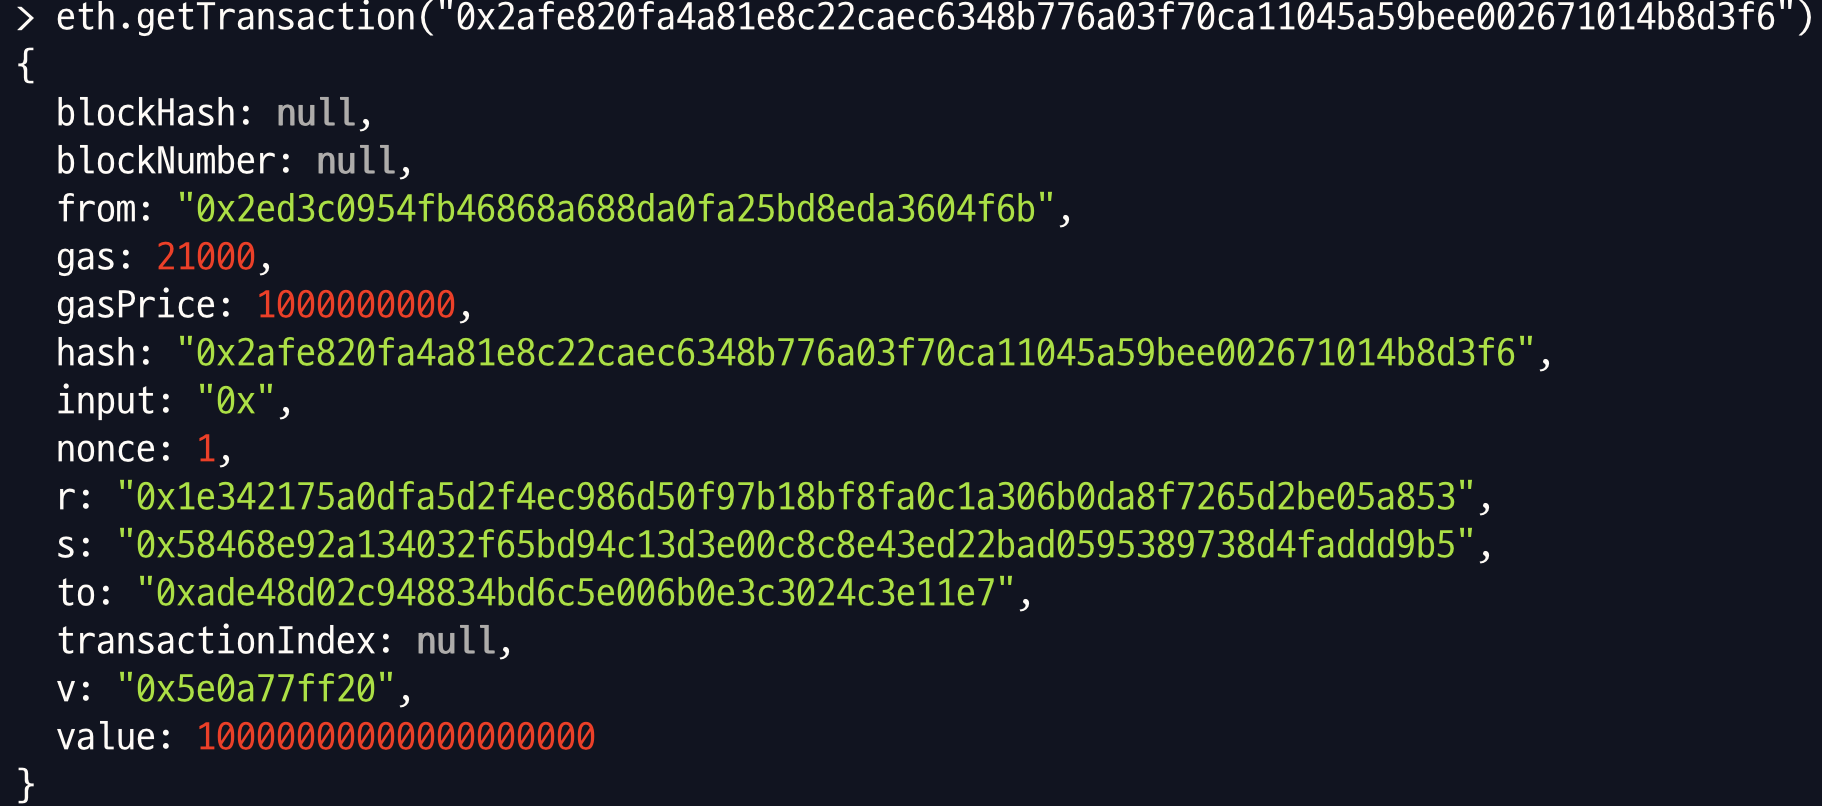 > eth.getTransaction("0x2afe820fa4a81e8c22caec6348b776a03f70ca11045a59bee002671014b8d3f6")
{
  blockHash: null,
  blockNumber: null,
  from: "0x2ed3c0954fb46868a688da0fa25bd8eda3604f6b",
  gas: 21000,
  gasPrice: 1000000000,
  hash: "0x2afe820fa4a81e8c22caec6348b776a03f70ca11045a59bee002671014b8d3f6",
  input: "0x",
  nonce: 1,
  r: "0x1e342175a0dfa5d2f4ec986d50f97b18bf8fa0c1a306b0da8f7265d2be05a853",
  s: "0x58468e92a134032f65bd94c13d3e00c8c8e43ed22bad0595389738d4faddd9b5",
  to: "0xade48d02c948834bd6c5e006b0e3c3024c3e11e7",
  transactionIndex: null,
  v: "0x5e0a77ff20",
  value: 10000000000000000000
}